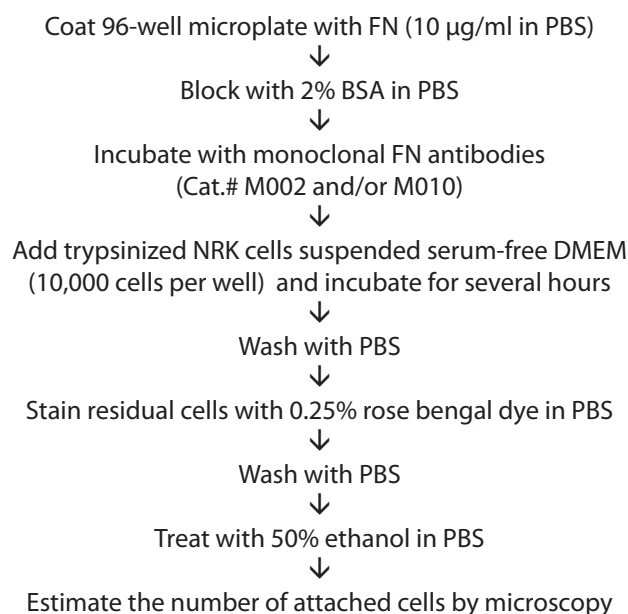 Coat 96-well microplate with FN (10 µg/ml in PBS)
↓
Block with 2% BSA in PBS
↓
Incubate with monoclonal FN antibodies
(Cat.# M002 and/or M010)
↓
Add trypsinized NRK cells suspended serum-free DMEM
(10,000 cells per well) and incubate for several hours
↓
Wash with PBS
↓
Stain residual cells with 0.25% rose bengal dye in PBS
↓
Wash with PBS
↓
Treat with 50% ethanol in PBS
↓
Estimate the number of attached cells by microscopy